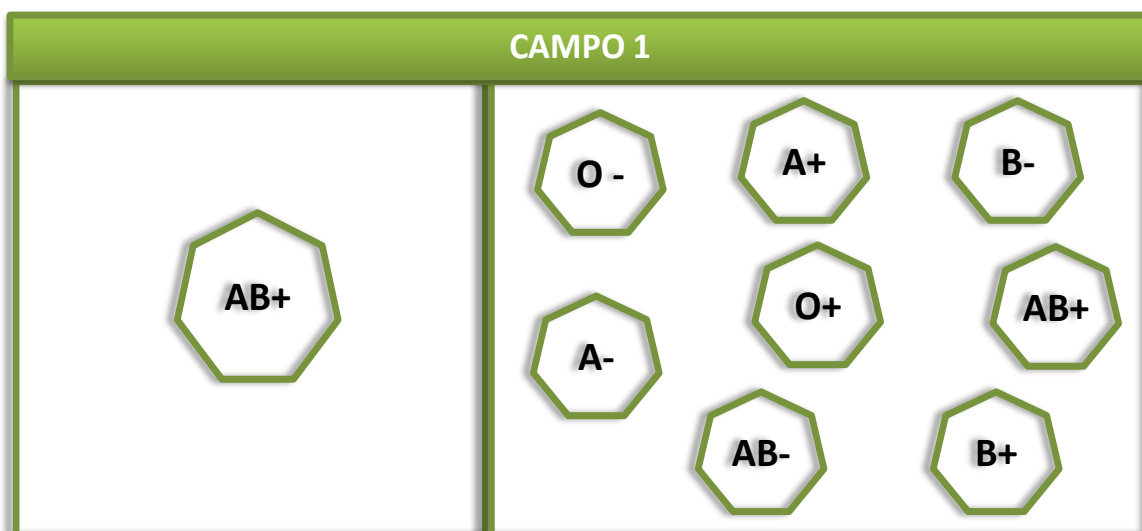 CAMPO 1
AB+
O -
A+
B-
A-
O+
AB+
AB-
B+